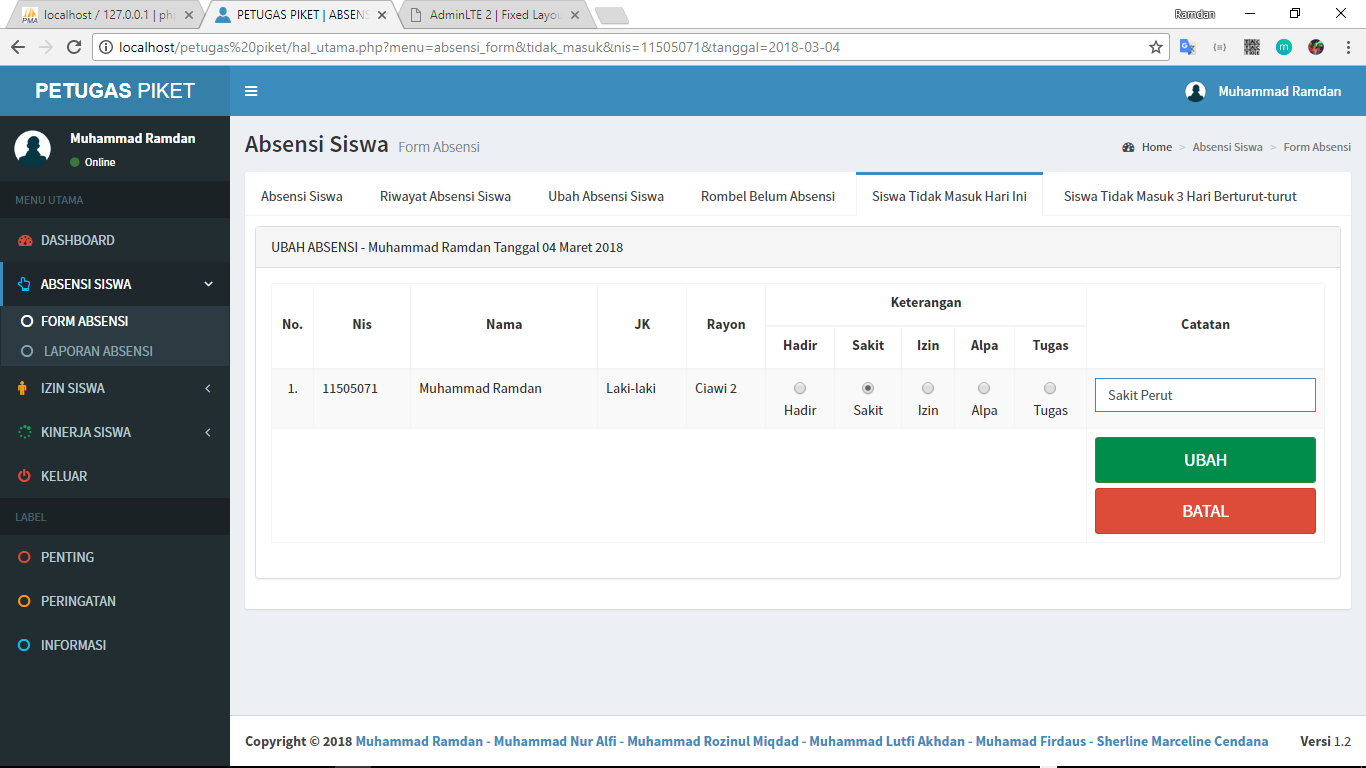 localhost / 127.0.0.1 | ph
PETUGAS PIKET | ABSENS
AdminLTE 2 | Fixed Layou
Ramdan
localhost/petugas%20piket/hal_utama.php?menu=absensi_form&tidak_masuk&nis=11505071&tanggal=2018-03-04
PETUGAS PIKET
Muhammad Ramdan
Muhammad Ramdan
Online
MENU UTAMA
DASHBOARD
ABSENSI SISWA
FORM ABSENSI
LAPORAN ABSENSI
IZIN SISWA
KINERJA SISWA
KELUAR
LABEL
PENTING
PERINGATAN
INFORMASI
Absensi Siswa Form Absensi
Home > Absensi Siswa > Form Absensi
Absensi Siswa Riwayat Absensi Siswa Ubah Absensi Siswa Rombel Belum Absensi Siswa Tidak Masuk Hari Ini Siswa Tidak Masuk 3 Hari Berturut-turut
UBAH ABSENSI - Muhammad Ramdan Tanggal 04 Maret 2018
No. Nis Nama JK Rayon Keterangan Catatan
Hadir Sakit Izin Alpa Tugas
1. 11505071 Muhammad Ramdan Laki-laki Ciawi 2 Sakit Perut
Hadir Sakit Izin Alpa Tugas
UBAH
BATAL
Copyright © 2018 Muhammad Ramdan - Muhammad Nur Alfi - Muhammad Rozinul Miqdad - Muhammad Lutfi Akhdan - Muhamad Firdaus - Sherline Marceline Cendana
Versi 1.2